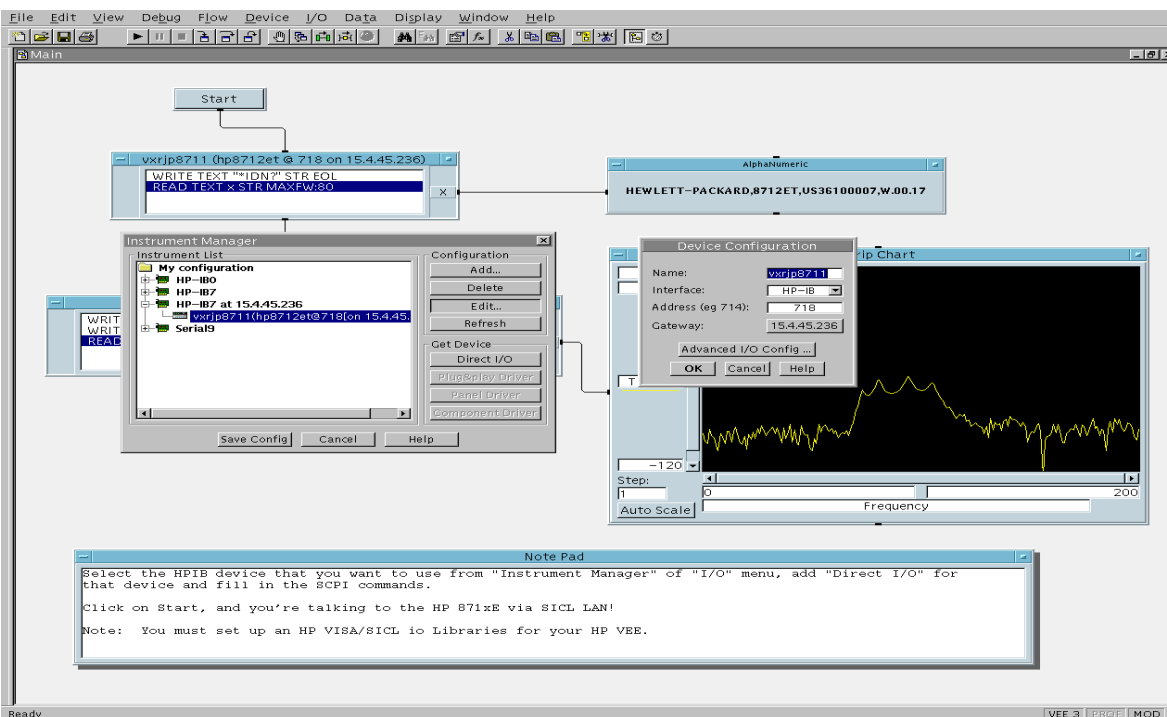 File Edit View Debug Flow Device I/O Data Display Window Help
Main
Start
vxrjp8711 (hp8712et @ 718 on 15.4.45.236)
WRITE TEXT "*IDN?" STR EOL
READ TEXT x STR MAXFW:80
X
AlphaNumeric
HEWLETT-PACKARD,8712ET,US36100007,W.00.17
Instrument Manager
Instrument List
My configuration
HP-IB0
HP-IB7
HP-IB7 at 15.4.45.236
vxrjp8711(hp8712et@718[on 15.4.45.
Serial9
Configuration
Add...
Delete
Edit...
Refresh
Get Device
Direct I/O
Plug&play Driver
Panel Driver
Component Driver
Save Config
Cancel
Help
WRIT
WRIT
READ
Device Configuration
Name: vxrjp8711
Interface: HP-IB
Address (eg 714): 718
Gateway: 15.4.45.236
Advanced I/O Config ...
OK Cancel Help
rip Chart
T
-120
Step:
1
Auto Scale
0
200
Frequency
Note Pad
Select the HPIB device that you want to use from "Instrument Manager" of "I/O" menu, add "Direct I/O" for
that device and fill in the SCPI commands.
Click on Start, and you're talking to the HP 871xE via SICL LAN!
Note: You must set up an HP VISA/SICL io Libraries for your HP VEE.
Ready
VEE 3 PROF MOD